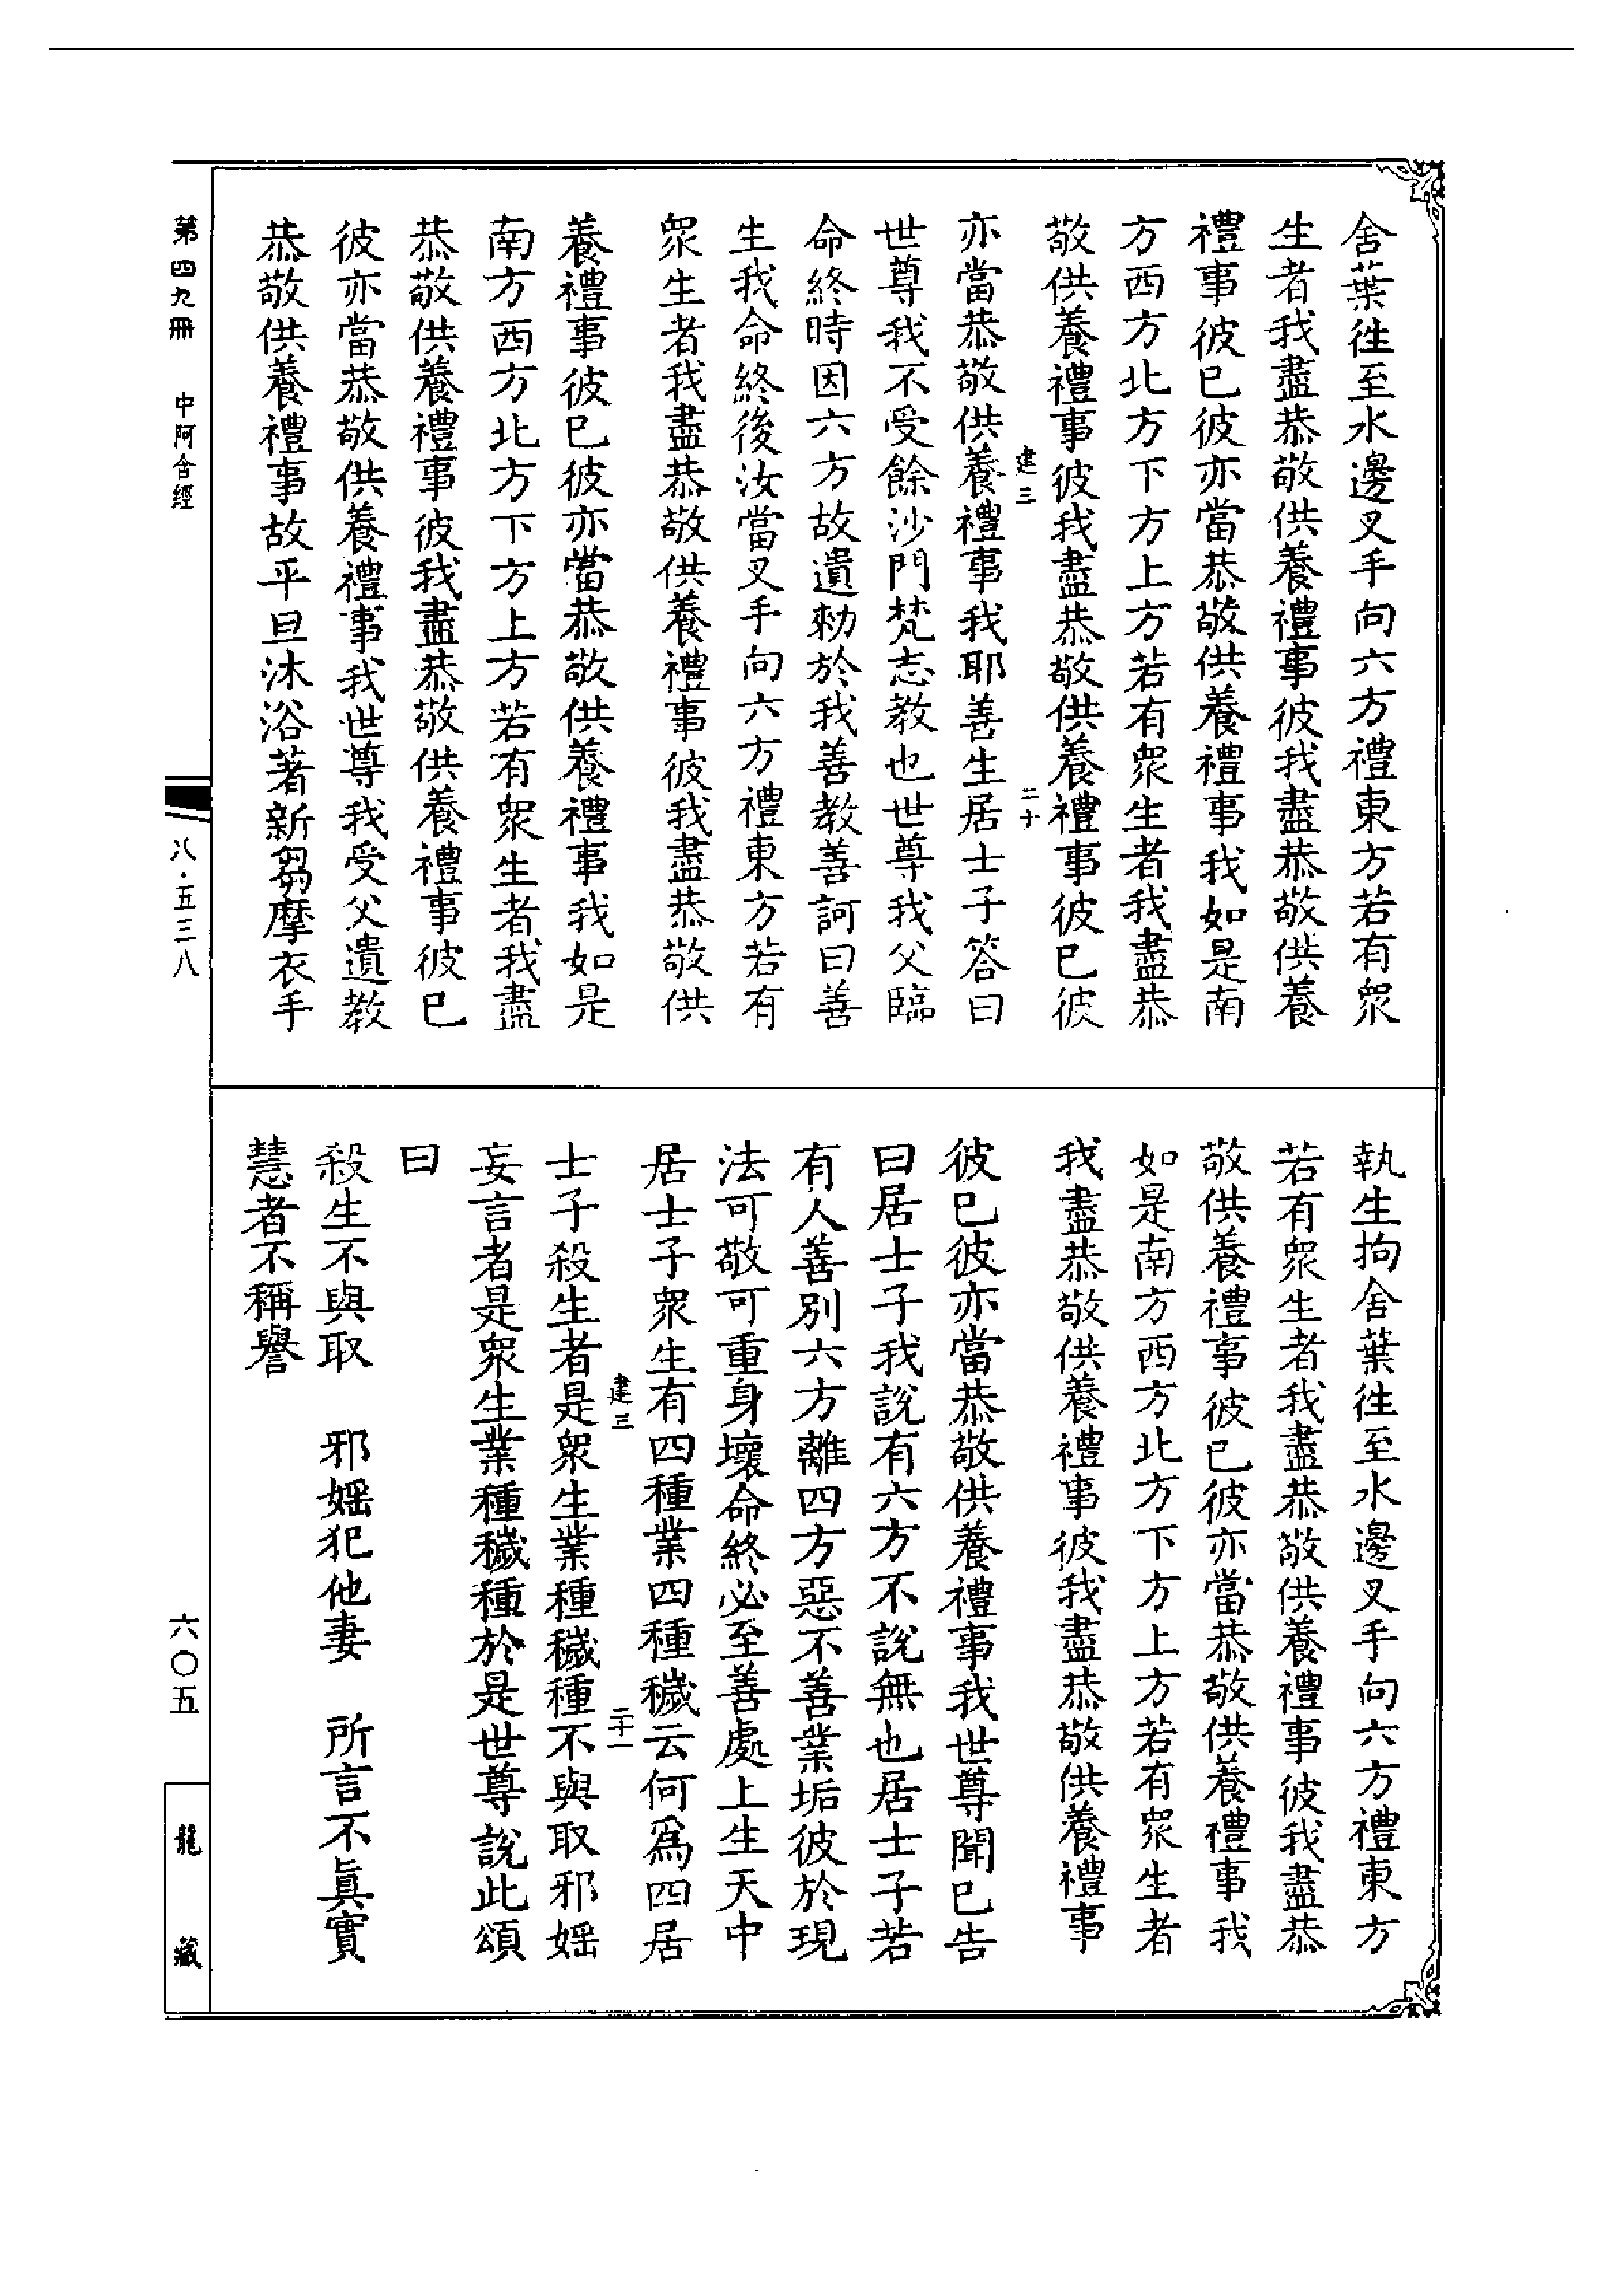 舍葉往至水邊叉手向六方禮東方若有衆
生者我盡恭敬供養禮事彼我盡恭敬供養
禮事彼已彼亦當恭敬供養禮事我如是南
方西方北方下方上方若有衆生者我盡恭
敬供養禮事彼我盡恭敬供養禮事彼已彼
建三 二十
亦當恭敬供養禮事我耶善生居士子答曰
世尊我不受餘沙門梵志教也世尊我父臨
命終時因六方故遺勑於我善教善訶曰善
生我命終後汝當叉手向六方禮東方若有
衆生者我盡恭敬供養禮事彼我盡恭敬供
養禮事彼已彼亦當恭敬供養禮事我如是
南方西方北方下方上方若有衆生者我盡
恭敬供養禮事彼我盡恭敬供養禮事彼已
彼亦當恭敬供養禮事我世尊我受父遺教
恭敬供養禮事故平旦沐浴著新芻摩衣手
執生拘舍葉往至水邊叉手向六方禮東方
若有衆生者我盡恭敬供養禮事彼我盡恭
敬供養禮事彼已彼亦當恭敬供養禮事我
如是南方西方北方下方上方若有衆生者
我盡恭敬供養禮事彼我盡恭敬供養禮事
彼已彼亦當恭敬供養禮事我世尊聞已告
曰居士子我說有六方不說無也居士子若
有人善別六方離四方惡不善業垢彼於現
法可敬可重身壞命終必至善處上生天中
居士子衆生有四種業四種穢云何爲四居
建三 二十一
士子殺生者是衆生業種穢種不與取邪婬
妄言者是衆生業種穢種於是世尊說此頌
曰
殺生不與取　邪婬犯他妻　所言不眞實
慧者不稱譽
第四九冊 中阿含經
八·五三八
六〇五
龍藏